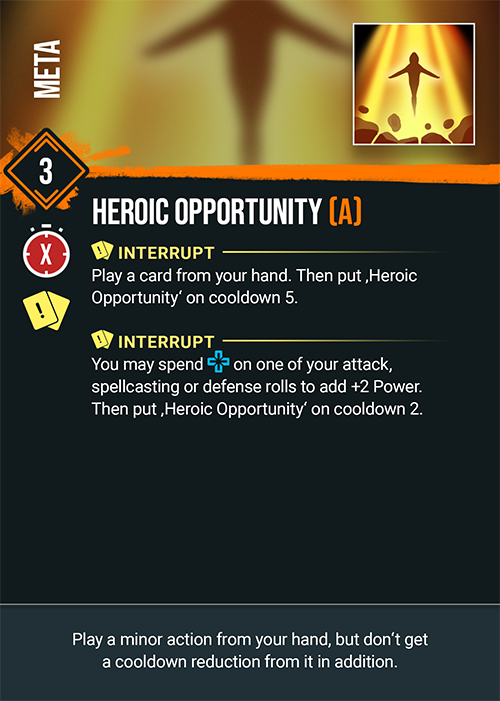 META
3
HEROIC OPPORTUNITY (A)
X
! INTERRUPT
Play a card from your hand. Then put ‚Heroic
Opportunity‘ on cooldown 5.
!
! INTERRUPT
You may spend on one of your attack,
spellcasting or defense rolls to add +2 Power.
Then put ‚Heroic Opportunity‘ on cooldown 2.
Play a minor action from your hand, but don’t get
a cooldown reduction from it in addition.